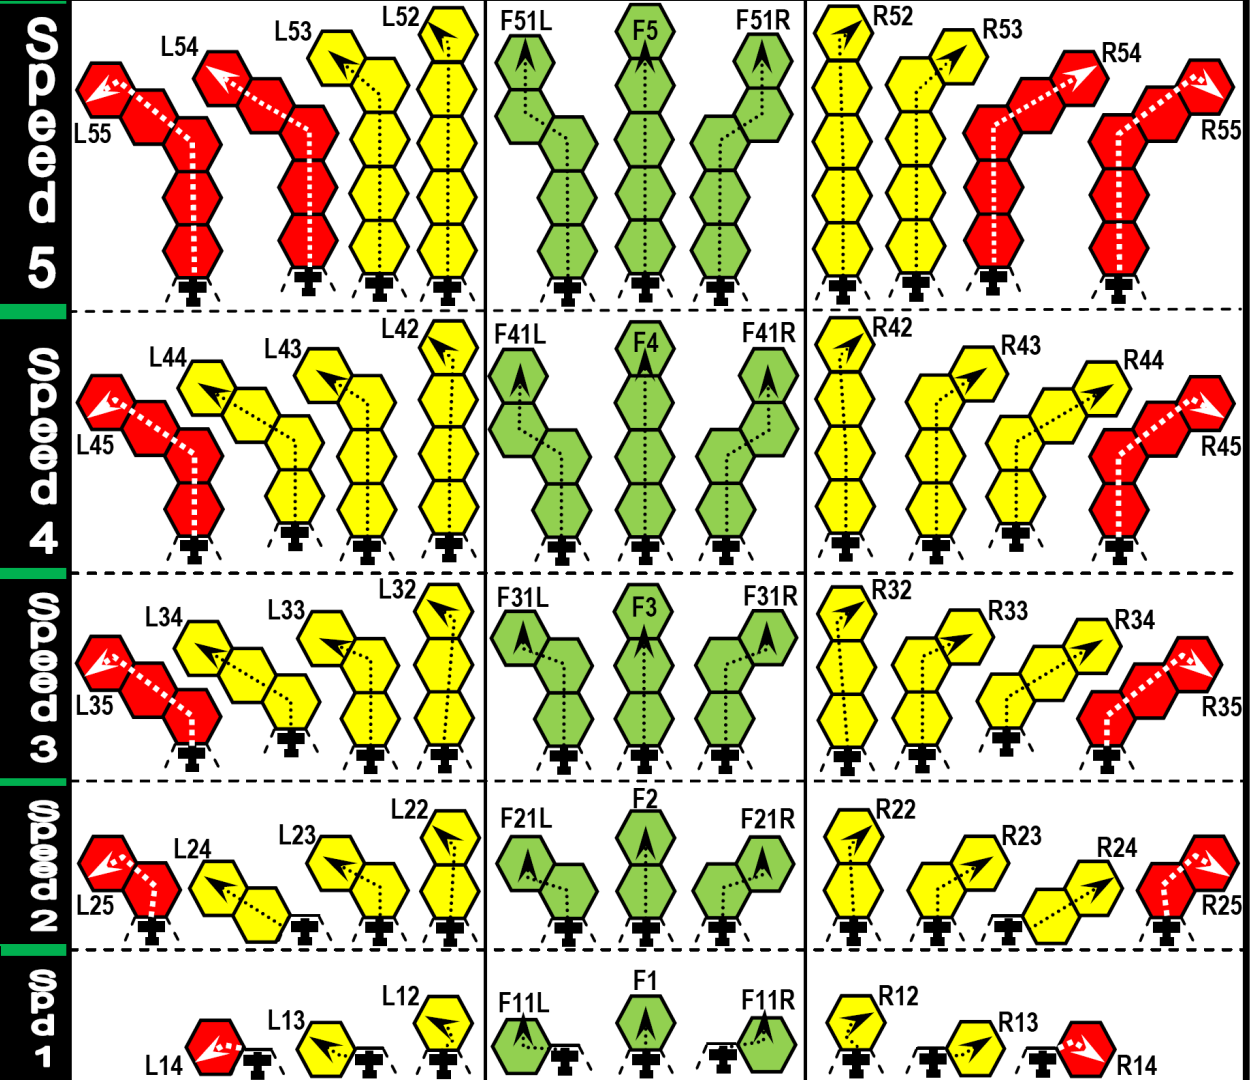 Speed 5
L55 L54 L53 L52 F51L F5 F51R R52 R53 R54 R55
Speed 4
L45 L44 L43 L42 F41L F4 F41R R42 R43 R44 R45
Speed 3
L35 L34 L33 L32 F31L F3 F31R R32 R33 R34 R35
Speed 2
L25 L24 L23 L22 F21L F2 F21R R22 R23 R24 R25
Spd 1
L14 L13 L12 F11L F1 F11R R12 R13 R14